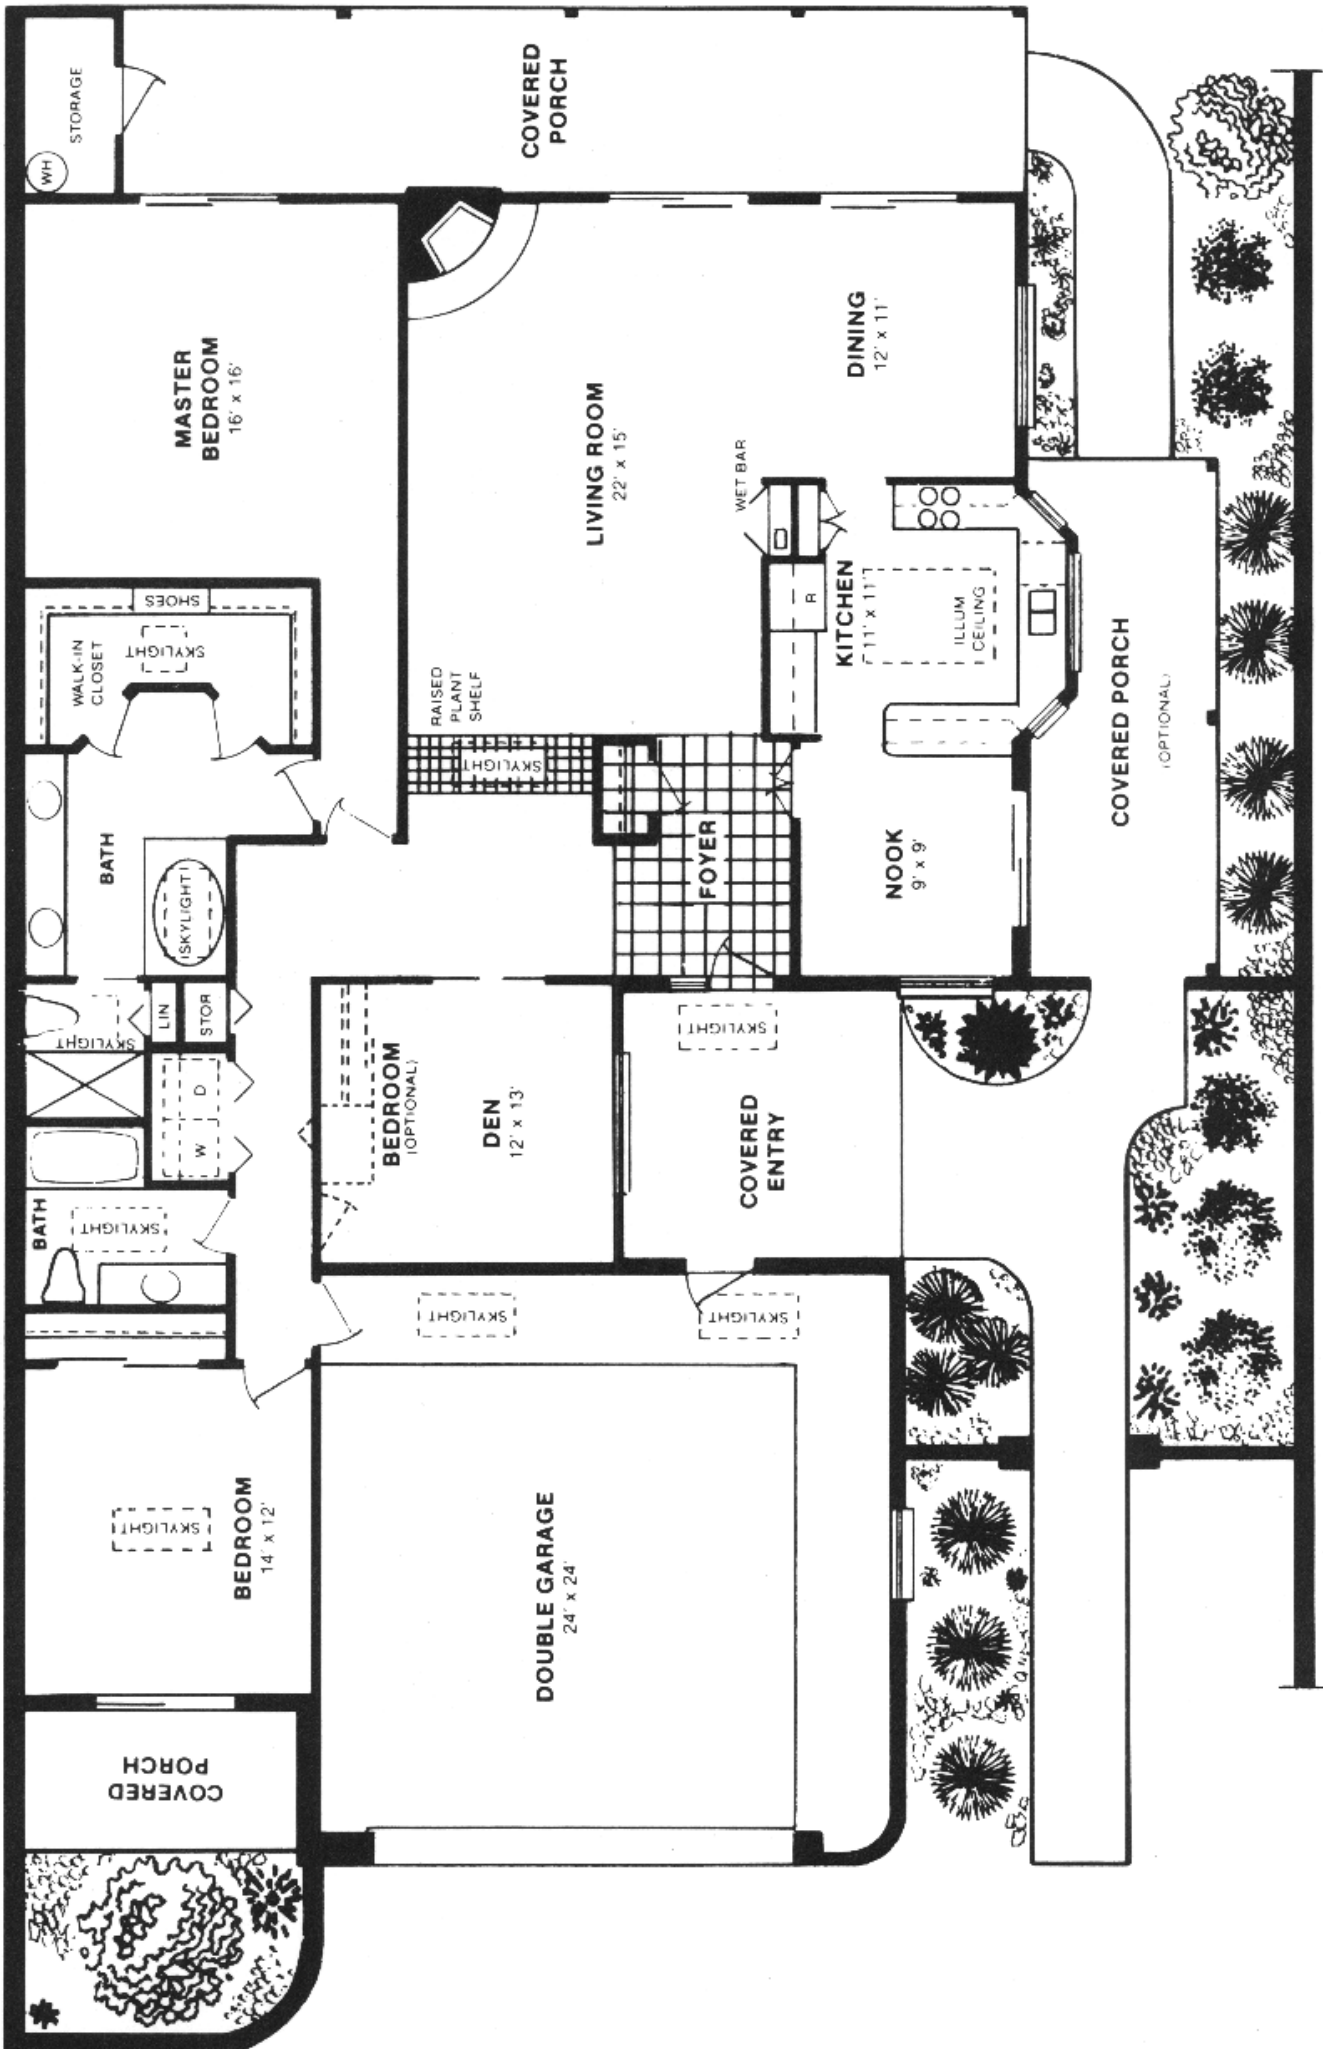 STORAGE
WH
COVERED
PORCH
MASTER
BEDROOM
16' x 16'
LIVING ROOM
22' x 15'
DINING
12' x 11'
WET BAR
SHOES
SKYLIGHT
WALK-IN
CLOSET
RAISED
PLANT
SHELF
SKYLIGHT
R
KITCHEN
11' x 11'
ILLUM
CEILING
COVERED PORCH
(OPTIONAL)
BATH
SKYLIGHT
FOYER
NOOK
9' x 9'
SKYLIGHT
LIN
STOR
D
W
BEDROOM
(OPTIONAL)
DEN
12' x 13'
SKYLIGHT
COVERED
ENTRY
BATH
SKYLIGHT
SKYLIGHT
SKYLIGHT
SKYLIGHT
BEDROOM
14' x 12'
DOUBLE GARAGE
24' x 24'
COVERED
PORCH